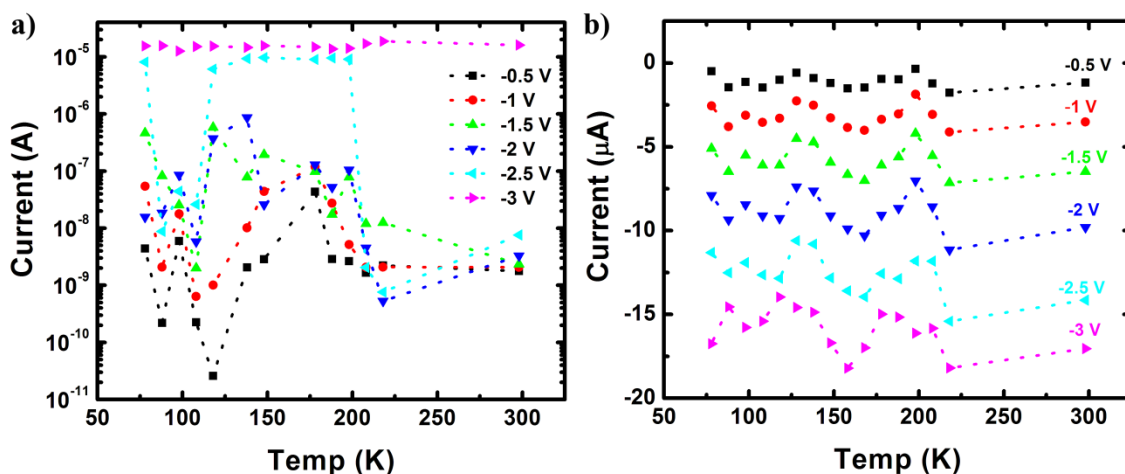 a)
Current (A)
10⁻⁵
10⁻⁶
10⁻⁷
10⁻⁸
10⁻⁹
10⁻¹⁰
10⁻¹¹
50 100 150 200 250 300
Temp (K)
-0.5 V
-1 V
-1.5 V
-2 V
-2.5 V
-3 V
b)
Current (μA)
0
-5
-10
-15
-20
50 100 150 200 250 300
Temp (K)
-0.5 V
-1 V
-1.5 V
-2 V
-2.5 V
-3 V